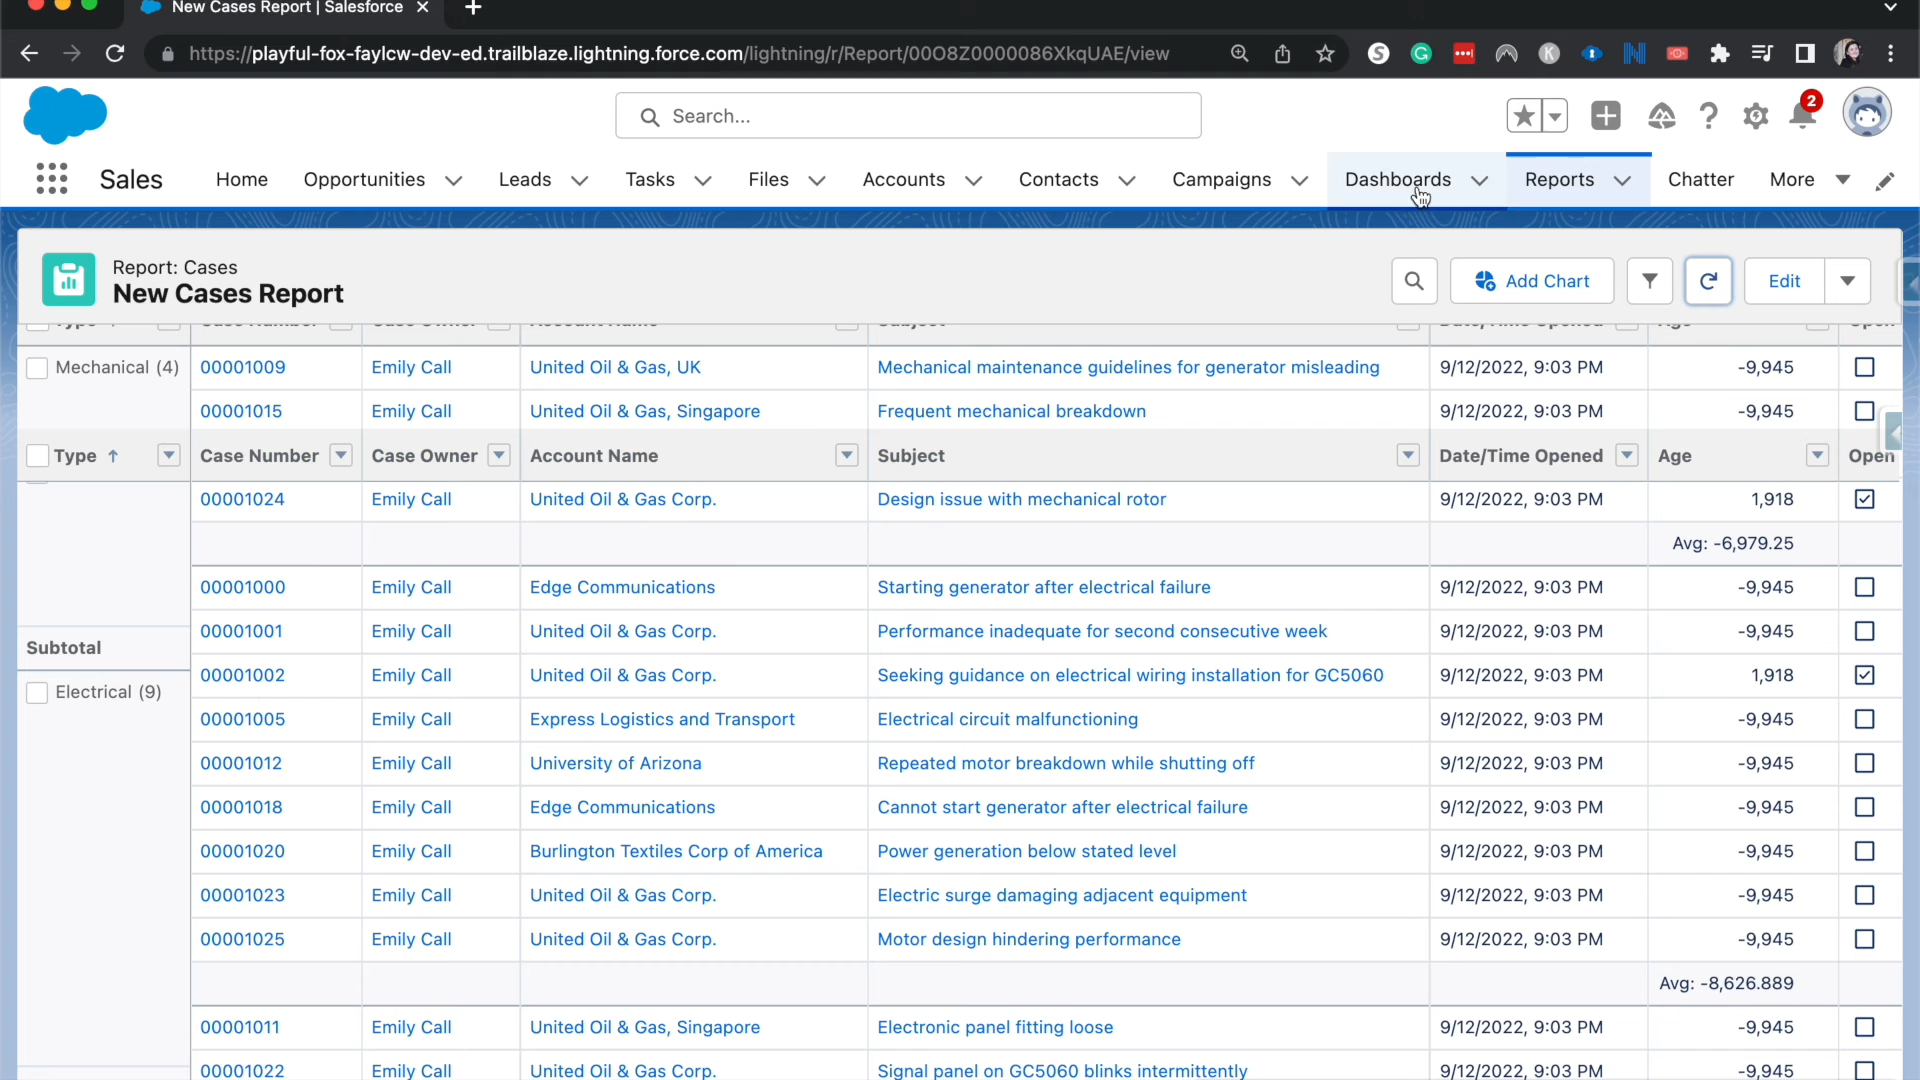 New Cases Report | Salesforce
https://playful-fox-faylcw-dev-ed.trailblaze.lightning.force.com/lightning/r/Report/00O8Z0000086XkqUAE/view
Search...
2
Sales Home Opportunities Leads Tasks Files Accounts Contacts Campaigns Dashboards Reports Chatter More
Report: Cases
New Cases Report
Add Chart
Edit
Mechanical (4) 00001009 Emily Call United Oil & Gas, UK Mechanical maintenance guidelines for generator misleading 9/12/2022, 9:03 PM -9,945
00001015 Emily Call United Oil & Gas, Singapore Frequent mechanical breakdown 9/12/2022, 9:03 PM -9,945
Type ↑ Case Number Case Owner Account Name Subject Date/Time Opened Age Open
00001024 Emily Call United Oil & Gas Corp. Design issue with mechanical rotor 9/12/2022, 9:03 PM 1,918
Avg: -6,979.25
00001000 Emily Call Edge Communications Starting generator after electrical failure 9/12/2022, 9:03 PM -9,945
00001001 Emily Call United Oil & Gas Corp. Performance inadequate for second consecutive week 9/12/2022, 9:03 PM -9,945
Subtotal
00001002 Emily Call United Oil & Gas Corp. Seeking guidance on electrical wiring installation for GC5060 9/12/2022, 9:03 PM 1,918
Electrical (9)
00001005 Emily Call Express Logistics and Transport Electrical circuit malfunctioning 9/12/2022, 9:03 PM -9,945
00001012 Emily Call University of Arizona Repeated motor breakdown while shutting off 9/12/2022, 9:03 PM -9,945
00001018 Emily Call Edge Communications Cannot start generator after electrical failure 9/12/2022, 9:03 PM -9,945
00001020 Emily Call Burlington Textiles Corp of America Power generation below stated level 9/12/2022, 9:03 PM -9,945
00001023 Emily Call United Oil & Gas Corp. Electric surge damaging adjacent equipment 9/12/2022, 9:03 PM -9,945
00001025 Emily Call United Oil & Gas Corp. Motor design hindering performance 9/12/2022, 9:03 PM -9,945
Avg: -8,626.889
00001011 Emily Call United Oil & Gas, Singapore Electronic panel fitting loose 9/12/2022, 9:03 PM -9,945
00001022 Emily Call United Oil & Gas Corp. Signal panel on GC5060 blinks intermittently 9/12/2022, 9:03 PM -9,945